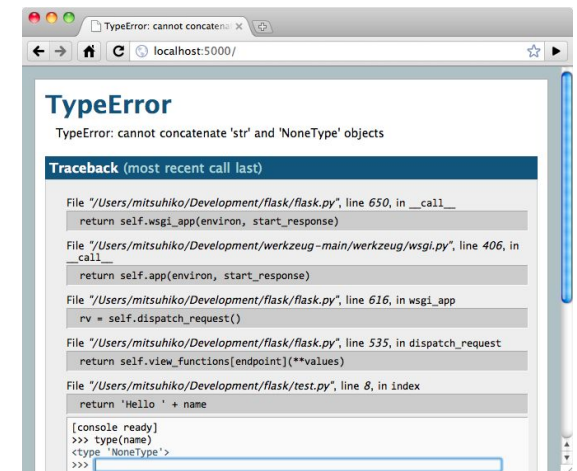 TypeError: cannot concatena
localhost:5000/
TypeError
TypeError: cannot concatenate 'str' and 'NoneType' objects
Traceback (most recent call last)
File "/Users/mitsuhiko/Development/flask/flask.py", line 650, in __call__
return self.wsgi_app(environ, start_response)
File "/Users/mitsuhiko/Development/werkzeug-main/werkzeug/wsgi.py", line 406, in
__call__
return self.app(environ, start_response)
File "/Users/mitsuhiko/Development/flask/flask.py", line 616, in wsgi_app
rv = self.dispatch_request()
File "/Users/mitsuhiko/Development/flask/flask.py", line 535, in dispatch_request
return self.view_functions[endpoint](**values)
File "/Users/mitsuhiko/Development/flask/test.py", line 8, in index
return 'Hello ' + name
[console ready]
>>> type(name)
<type 'NoneType'>
>>>